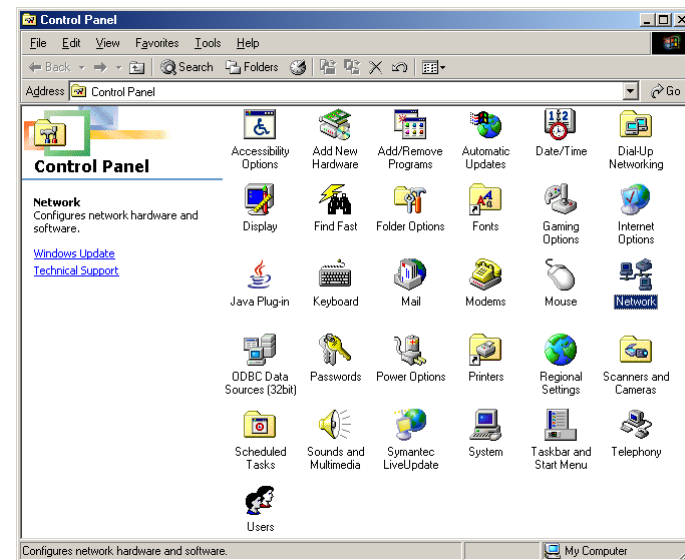 Control Panel
File Edit View Favorites Tools Help
Back Search Folders
Address Control Panel Go
Control Panel
Network
Configures network hardware and
software.
Windows Update
Technical Support
Accessibility Options
Add New Hardware
Add/Remove Programs
Automatic Updates
Date/Time
Dial-Up Networking
Display
Find Fast
Folder Options
Fonts
Gaming Options
Internet Options
Java Plug-in
Keyboard
Mail
Modems
Mouse
Network
ODBC Data Sources (32bit)
Passwords
Power Options
Printers
Regional Settings
Scanners and Cameras
Scheduled Tasks
Sounds and Multimedia
Symantec LiveUpdate
System
Taskbar and Start Menu
Telephony
Users
Configures network hardware and software. My Computer